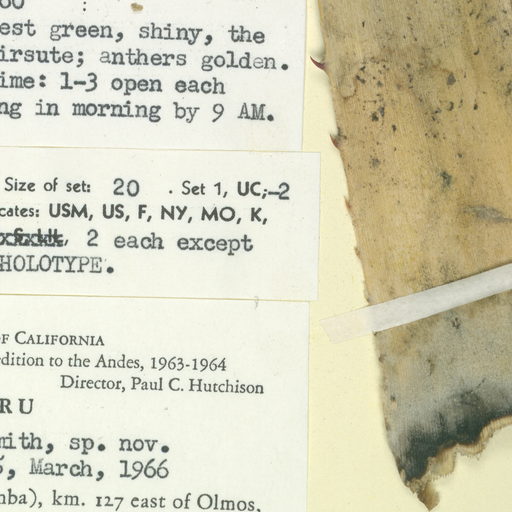 est green, shiny, the
irsute; anthers golden.
ime: 1-3 open each
ng in morning by 9 AM.
Size of set: 20 . Set 1, UC;-2
cates: USM, US, F, NY, MO, K,
2 each except
HOLOTYPE.
OF CALIFORNIA
dition to the Andes, 1963-1964
Director, Paul C. Hutchison
RU
mith, sp. nov.
, March, 1966
nba), km. 127 east of Olmos,